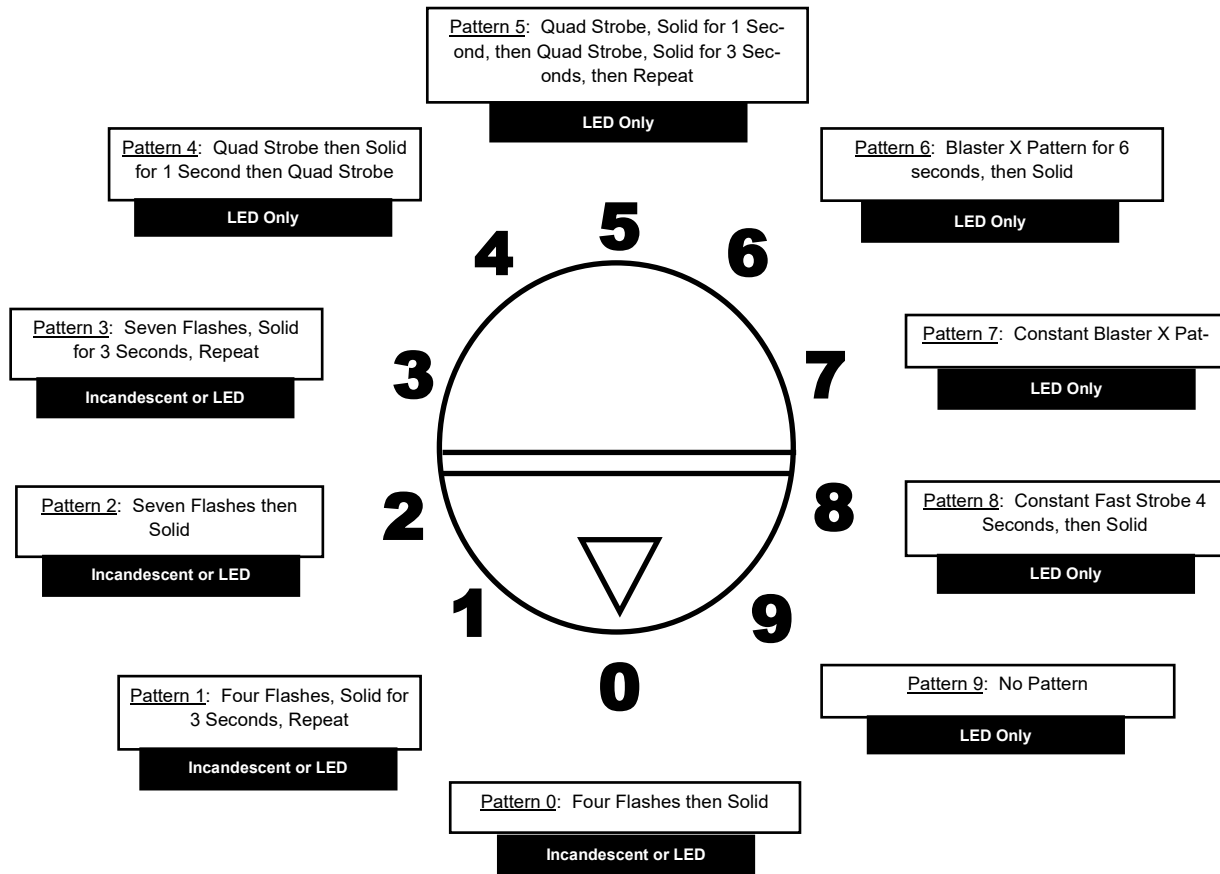 Pattern 5: Quad Strobe, Solid for 1 Sec-
ond, then Quad Strobe, Solid for 3 Sec-
onds, then Repeat
LED Only
Pattern 4: Quad Strobe then Solid
for 1 Second then Quad Strobe
LED Only
Pattern 6: Blaster X Pattern for 6
seconds, then Solid
LED Only
5
4
6
Pattern 3: Seven Flashes, Solid
for 3 Seconds, Repeat
Incandescent or LED
3
7
Pattern 7: Constant Blaster X Pat-
LED Only
Pattern 2: Seven Flashes then
Solid
Incandescent or LED
2
8
Pattern 8: Constant Fast Strobe 4
Seconds, then Solid
LED Only
1
9
0
Pattern 1: Four Flashes, Solid for
3 Seconds, Repeat
Incandescent or LED
Pattern 9: No Pattern
LED Only
Pattern 0: Four Flashes then Solid
Incandescent or LED